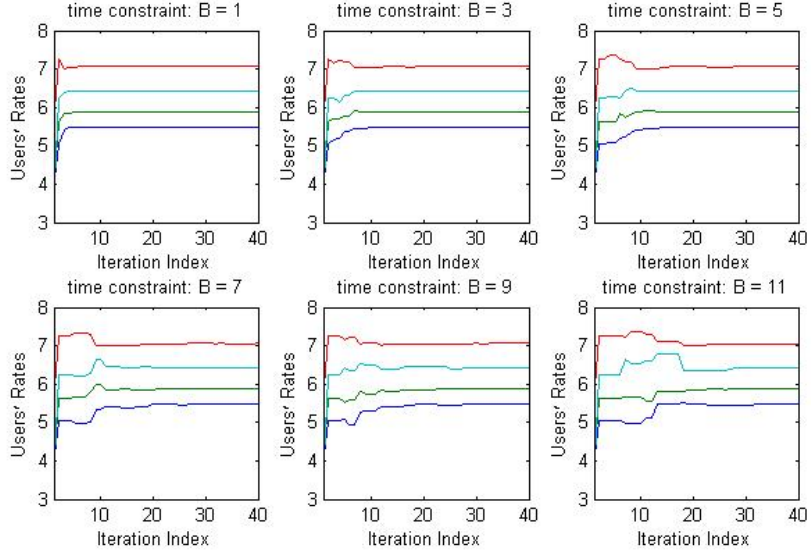 time constraint: B = 1
time constraint: B = 3
time constraint: B = 5
Users' Rates
8
7
6
5
4
3
10 20 30 40
Iteration Index
Users' Rates
8
7
6
5
4
3
10 20 30 40
Iteration Index
Users' Rates
8
7
6
5
4
3
10 20 30 40
Iteration Index
time constraint: B = 7
time constraint: B = 9
time constraint: B = 11
Users' Rates
8
7
6
5
4
3
10 20 30 40
Iteration Index
Users' Rates
8
7
6
5
4
3
10 20 30 40
Iteration Index
Users' Rates
8
7
6
5
4
3
10 20 30 40
Iteration Index